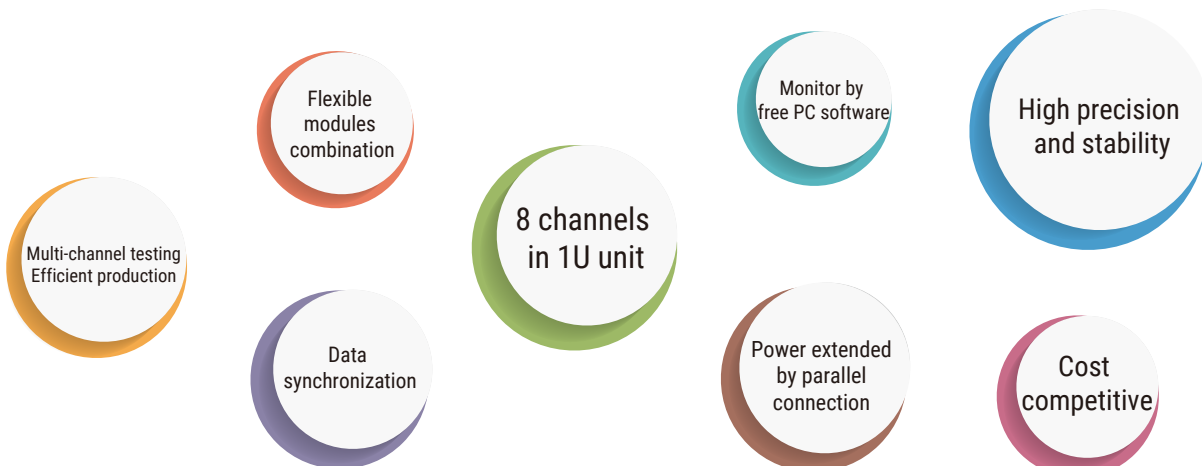 Multi-channel testing
Efficient production
Flexible
modules
combination
Data
synchronization
8 channels
in 1U unit
Monitor by
free PC software
Power extended
by parallel
connection
High precision
and stability
Cost
competitive